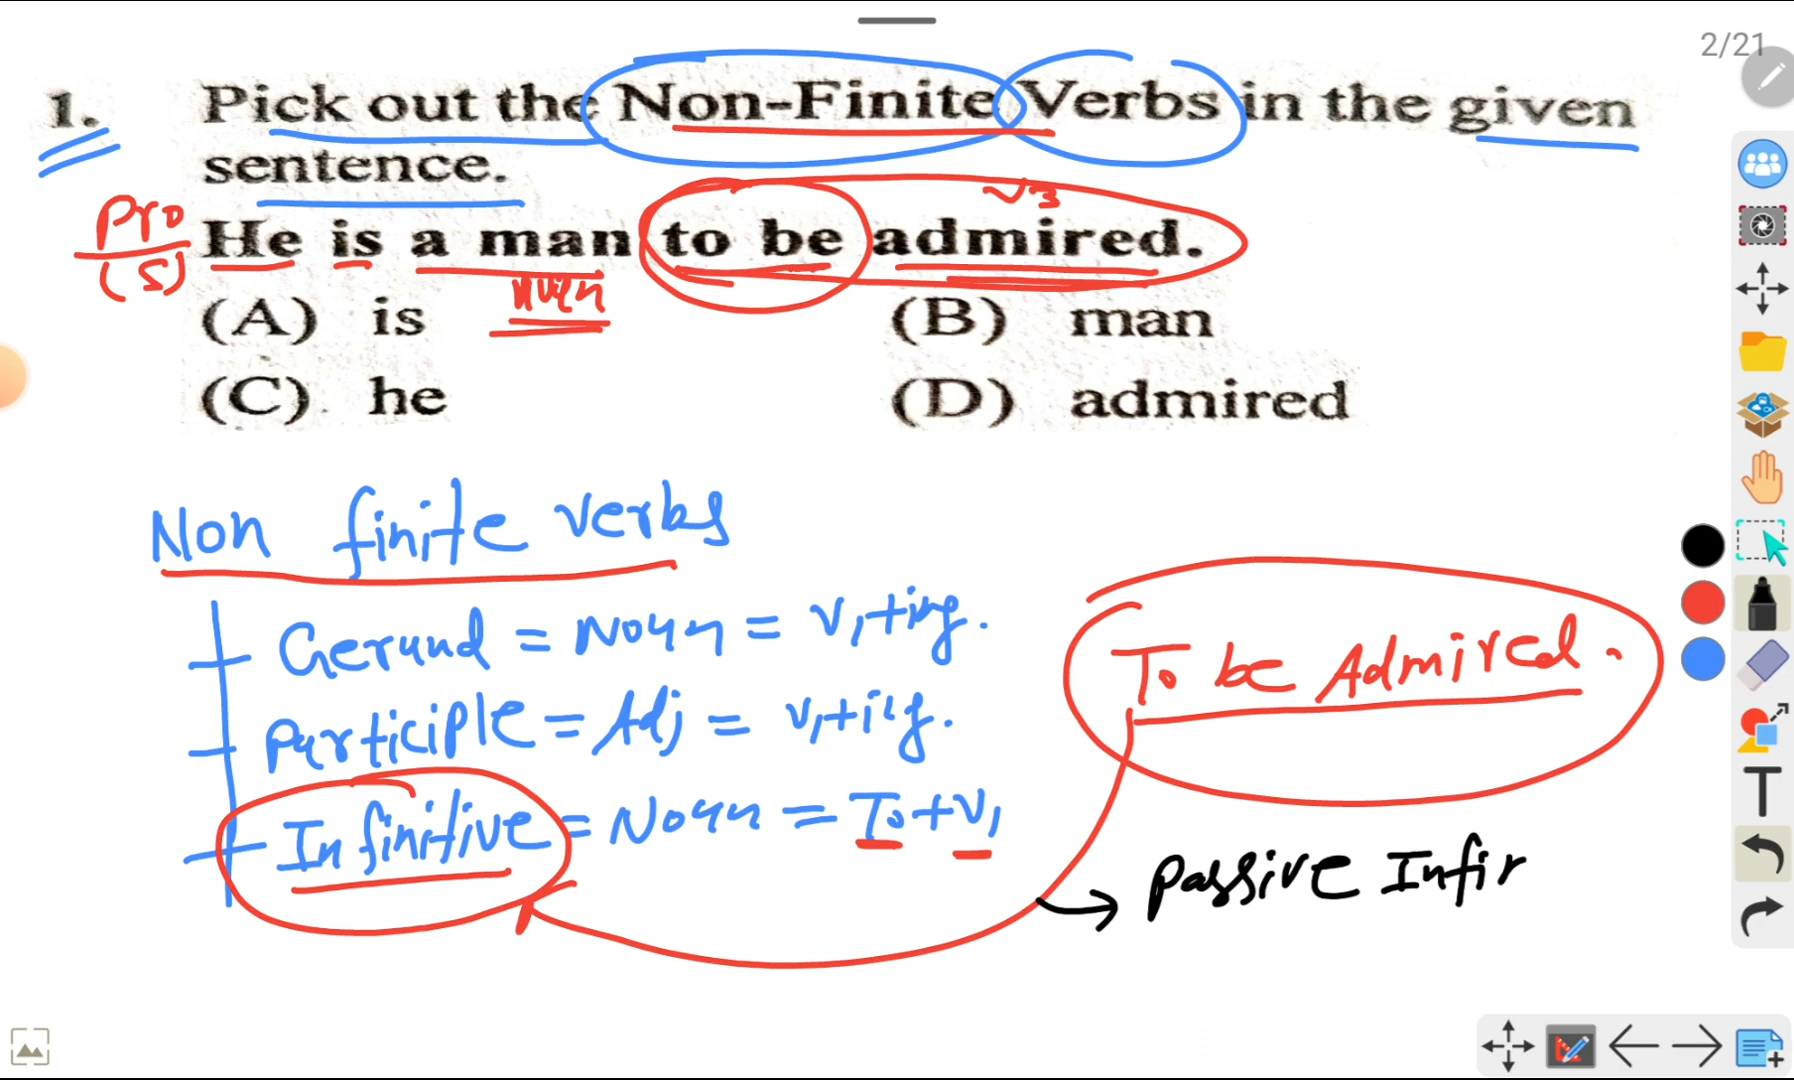 2/21
1. Pick out the Non-Finite Verbs in the given
sentence.
Pro
(S)
V3
He is a man to be admired.
noun
(A) is (B) man
(C) he (D) admired
Non finite verbs
Gerund = Noun = V1+ing.
Participle = Adj = V1+ing.
Infinitive = Noun = To+V1
To be Admired.
Passive Infin
T